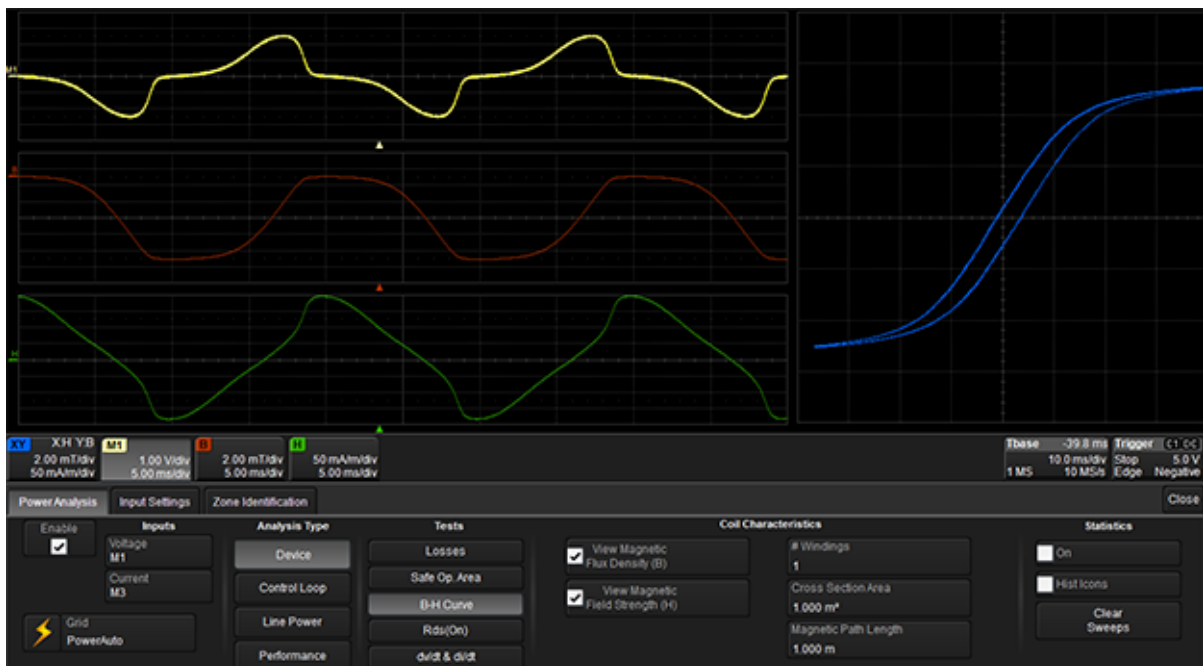 M1
B
H
XY X:H Y:B
2.00 mT/div
50 mA/m/div
M1
1.00 V/div
5.00 ms/div
B
2.00 mT/div
5.00 ms/div
H
50 mA/m/div
5.00 ms/div
Tbase -39.8 ms
10.0 ms/div
1 MS 10 MS/s
Trigger C1 DC
Stop 5.0 V
Edge Negative
Power Analysis Input Settings Zone Identification Close
Enable
Inputs
Voltage
M1
Current
M3
Grid
PowerAuto
Analysis Type
Device
Control Loop
Line Power
Performance
Tests
Losses
Safe Op. Area
B-H Curve
Rds(On)
dv/dt & di/dt
Coil Characteristics
View Magnetic
Flux Density (B)
View Magnetic
Field Strength (H)
# Windings
1
Cross Section Area
1.000 m²
Magnetic Path Length
1.000 m
Statistics
On
Hist Icons
Clear
Sweeps